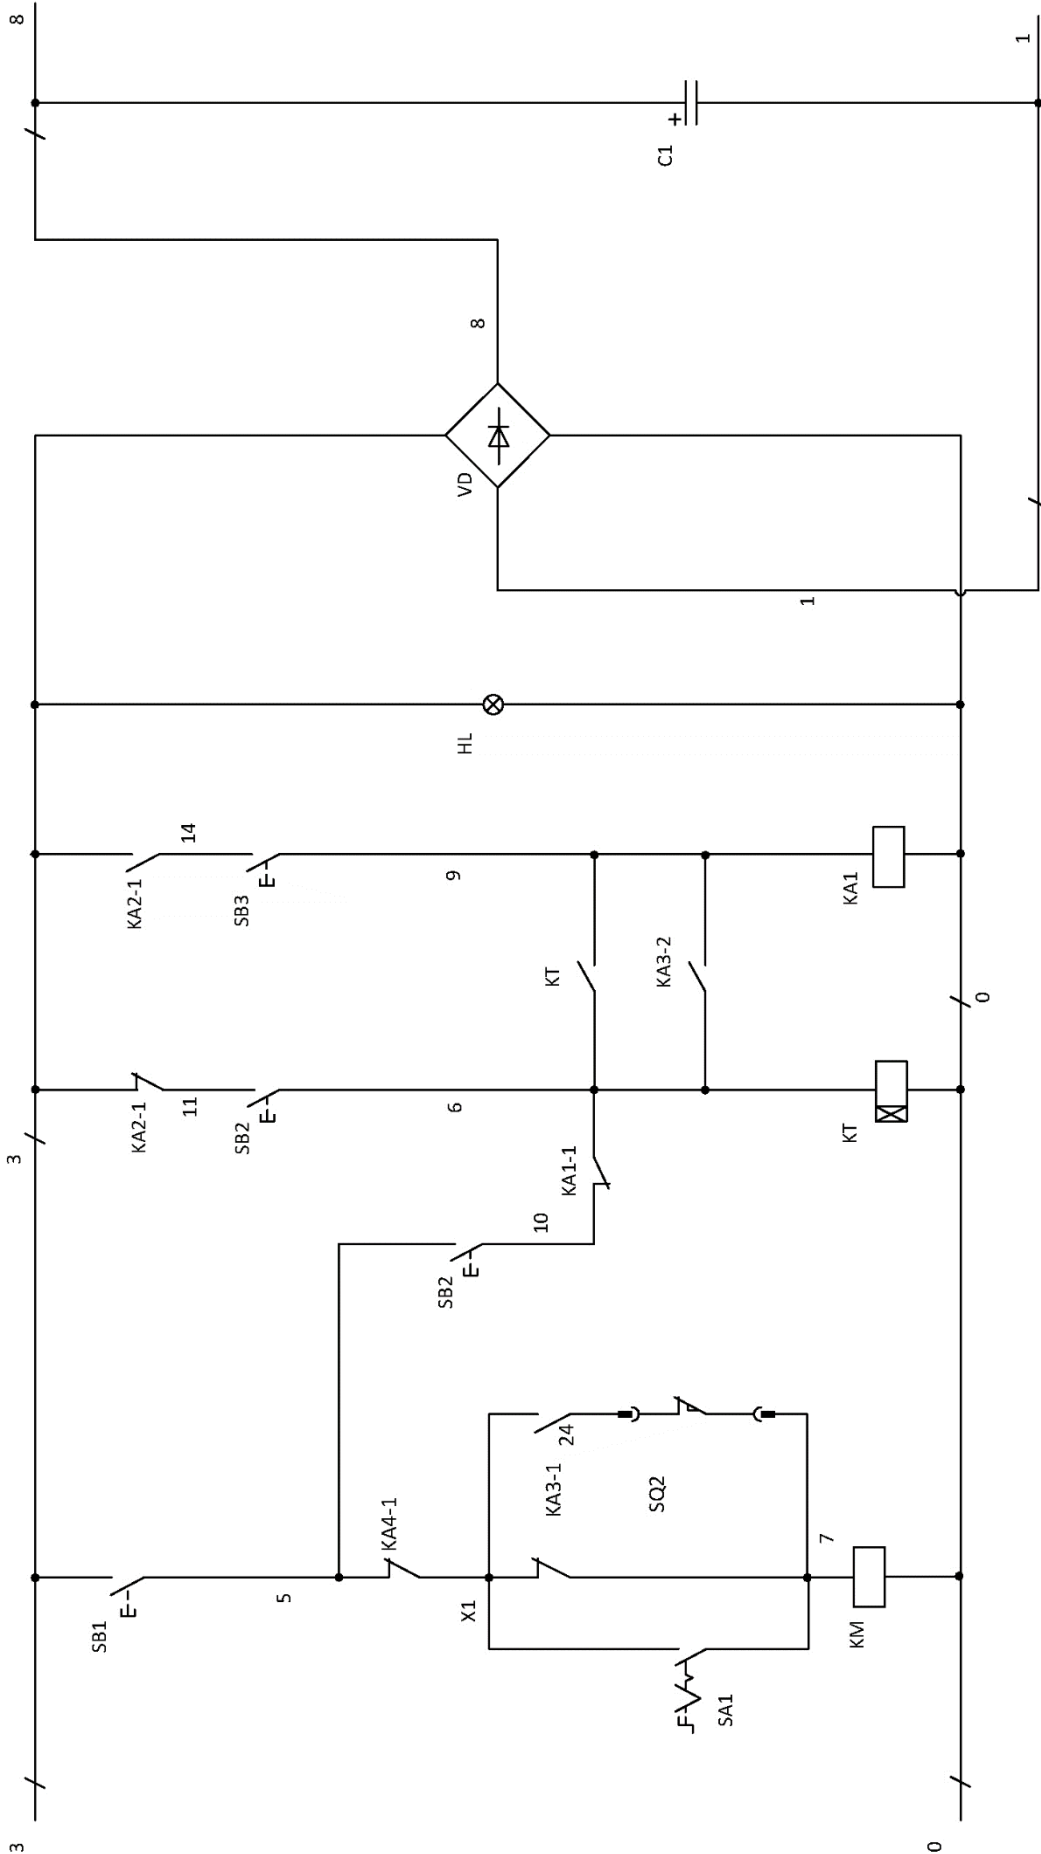 3
3
8
SB1
5
KA4-1
X1
KA3-1
24
SQ2
SA1
7
KM
0
SB2
10
KA1-1
KA2-1
11
SB2
6
KT
KT
KA3-2
0
KA2-1
14
SB3
9
KA1
HL
VD
8
1
C1
+
1